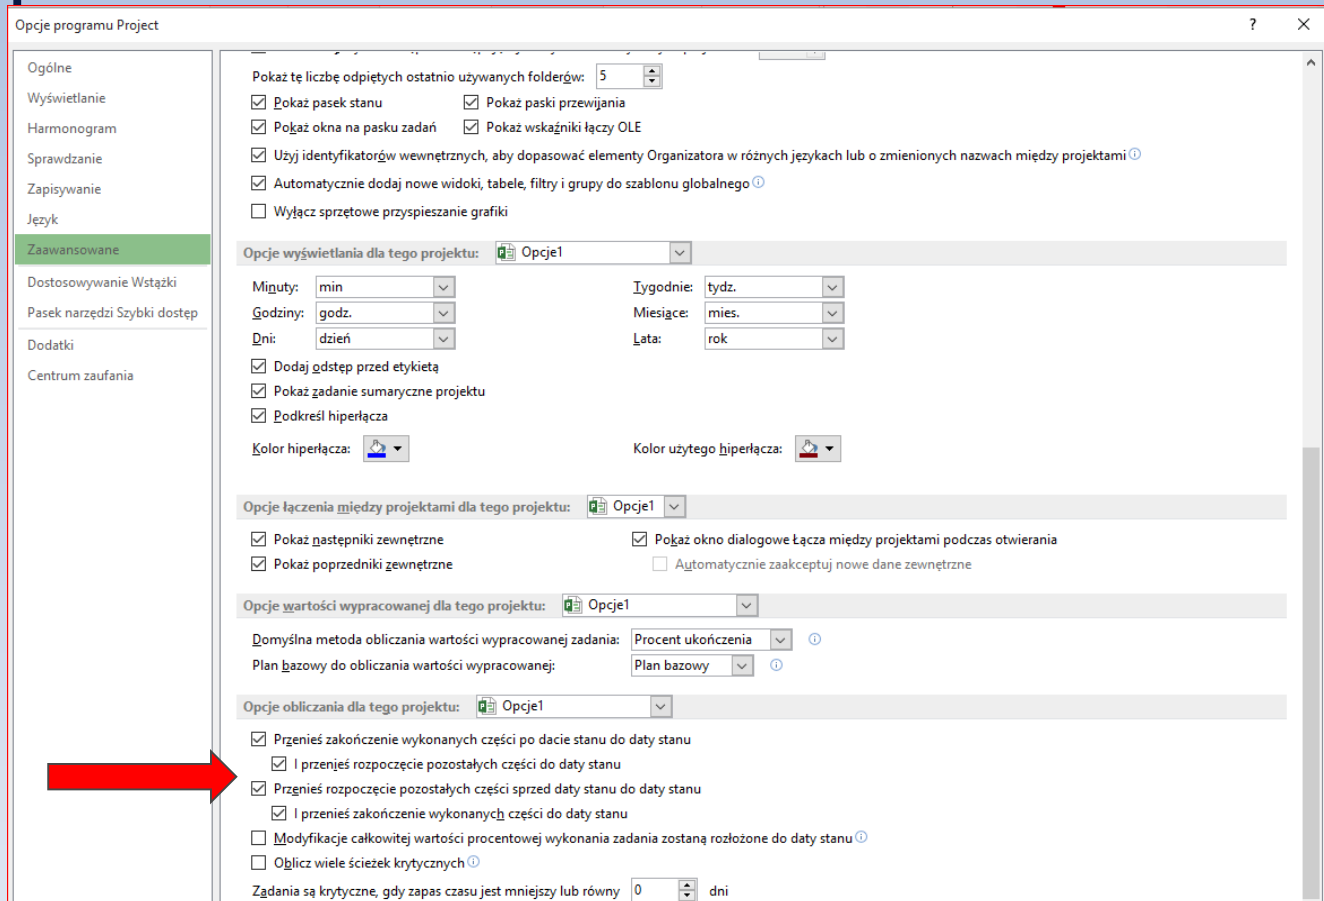 Opcje programu Project
?
Ogólne
Wyświetlanie
Harmonogram
Sprawdzanie
Zapisywanie
Język
Zaawansowane
Dostosowywanie Wstążki
Pasek narzędzi Szybki dostęp
Dodatki
Centrum zaufania
Pokaż tę liczbę odpiętych ostatnio używanych folderów: 5
Pokaż pasek stanu Pokaż paski przewijania
Pokaż okna na pasku zadań Pokaż wskaźniki łączy OLE
Użyj identyfikatorów wewnętrznych, aby dopasować elementy Organizatora w różnych językach lub o zmienionych nazwach między projektami
Automatycznie dodaj nowe widoki, tabele, filtry i grupy do szablonu globalnego
Wyłącz sprzętowe przyspieszanie grafiki
Opcje wyświetlania dla tego projektu: Opcje1
Minuty: min Tygodnie: tydz.
Godziny: godz. Miesiące: mies.
Dni: dzień Lata: rok
Dodaj odstęp przed etykietą
Pokaż zadanie sumaryczne projektu
Podkreśl hiperłącza
Kolor hiperłącza: Kolor użytego hiperłącza:
Opcje łączenia między projektami dla tego projektu: Opcje1
Pokaż następniki zewnętrzne Pokaż okno dialogowe Łącza między projektami podczas otwierania
Pokaż poprzedniki zewnętrzne Automatycznie zaakceptuj nowe dane zewnętrzne
Opcje wartości wypracowanej dla tego projektu: Opcje1
Domyślna metoda obliczania wartości wypracowanej zadania: Procent ukończenia
Plan bazowy do obliczania wartości wypracowanej: Plan bazowy
Opcje obliczania dla tego projektu: Opcje1
Przenieś zakończenie wykonanych części po dacie stanu do daty stanu
I przenieś rozpoczęcie pozostałych części do daty stanu
Przenieś rozpoczęcie pozostałych części sprzed daty stanu do daty stanu
I przenieś zakończenie wykonanych części do daty stanu
Modyfikacje całkowitej wartości procentowej wykonania zadania zostaną rozłożone do daty stanu
Oblicz wiele ścieżek krytycznych
Zadania są krytyczne, gdy zapas czasu jest mniejszy lub równy 0 dni